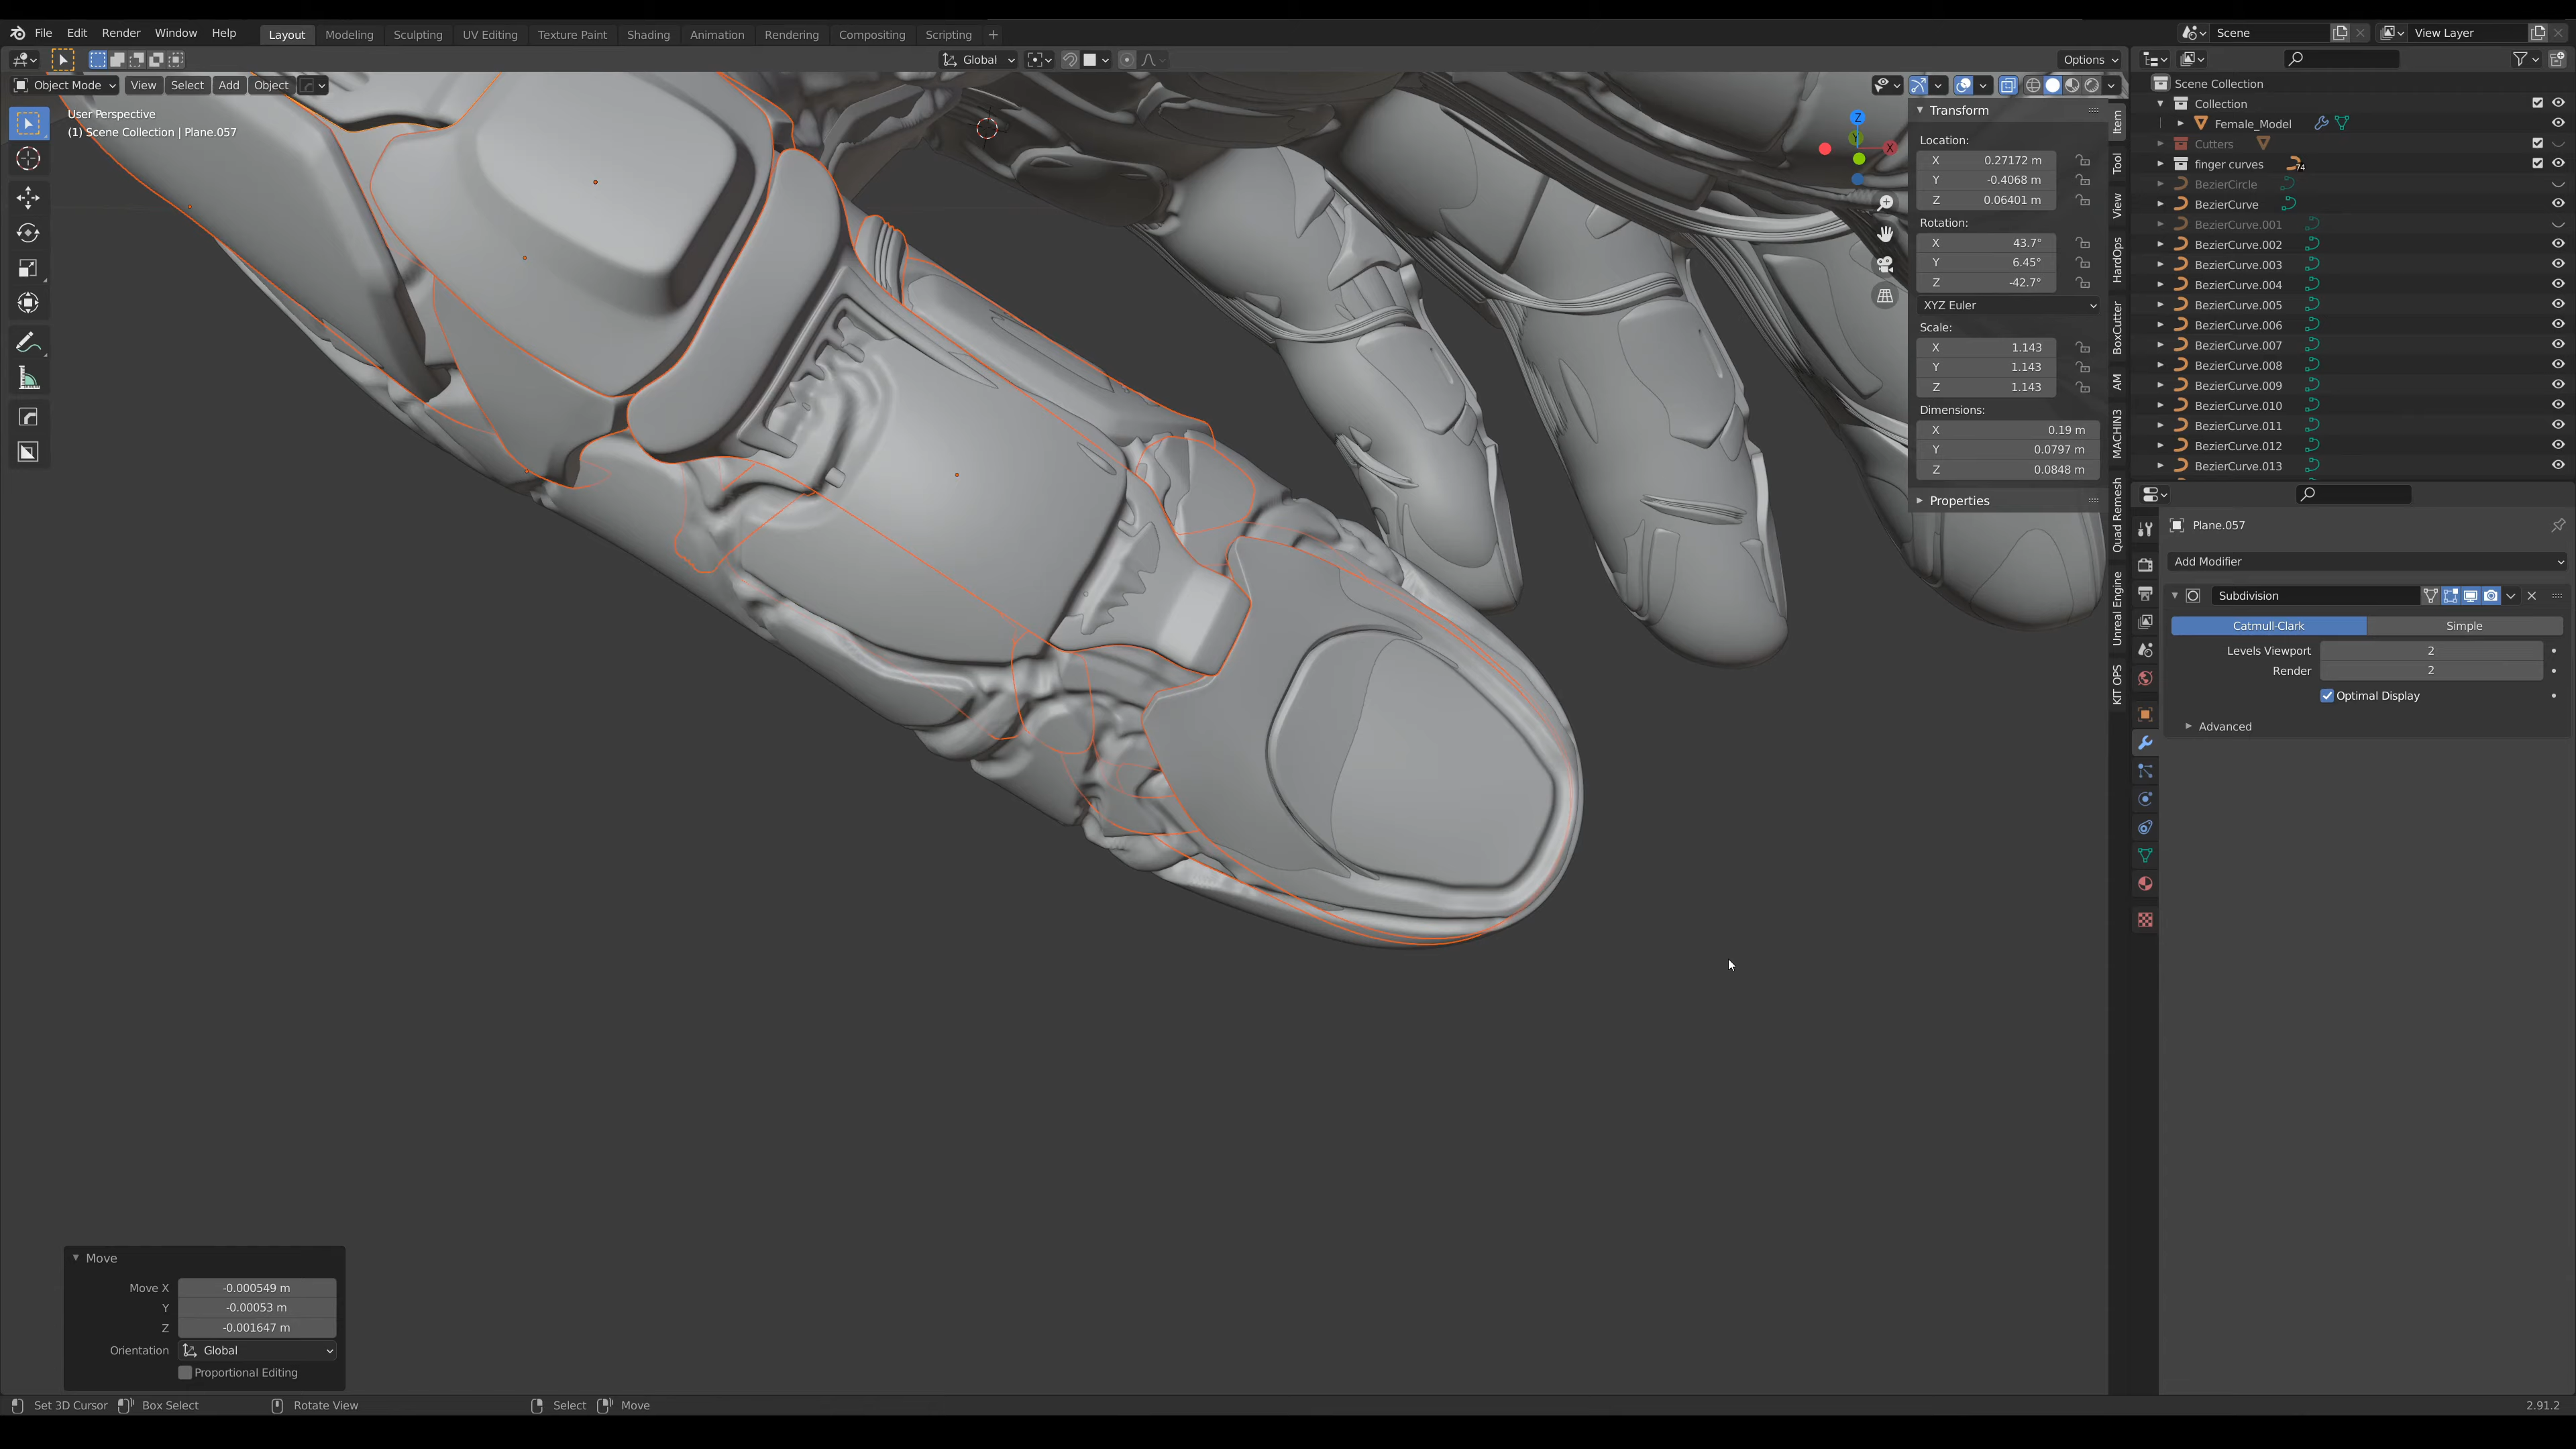 File Edit Render Window Help Layout Modeling Sculpting UV Editing Texture Paint Shading Animation Rendering Compositing Scripting +
Scene View Layer
Global Options
Object Mode View Select Add Object
User Perspective
(1) Scene Collection | Plane.057
Z
X
Transform
Location:
X 0.27172 m
Y -0.4068 m
Z 0.06401 m
Rotation:
X 43.7°
Y 6.45°
Z -42.7°
XYZ Euler
Scale:
X 1.143
Y 1.143
Z 1.143
Dimensions:
X 0.19 m
Y 0.0797 m
Z 0.0848 m
Properties
Item
Tool
View
HardOps
BoxCutter
AM
MACHIN3
Quad Remesh
Unreal Engine
KIT OPS
Scene Collection
Collection
Female_Model
Cutters
finger curves 74
BezierCircle
BezierCurve
BezierCurve.001
BezierCurve.002
BezierCurve.003
BezierCurve.004
BezierCurve.005
BezierCurve.006
BezierCurve.007
BezierCurve.008
BezierCurve.009
BezierCurve.010
BezierCurve.011
BezierCurve.012
BezierCurve.013
Plane.057
Add Modifier
Subdivision
Catmull-Clark Simple
Levels Viewport 2
Render 2
Optimal Display
Advanced
Move
Move X -0.000549 m
Y -0.00053 m
Z -0.001647 m
Orientation Global
Proportional Editing
Set 3D Cursor Box Select Rotate View Select Move 2.91.2